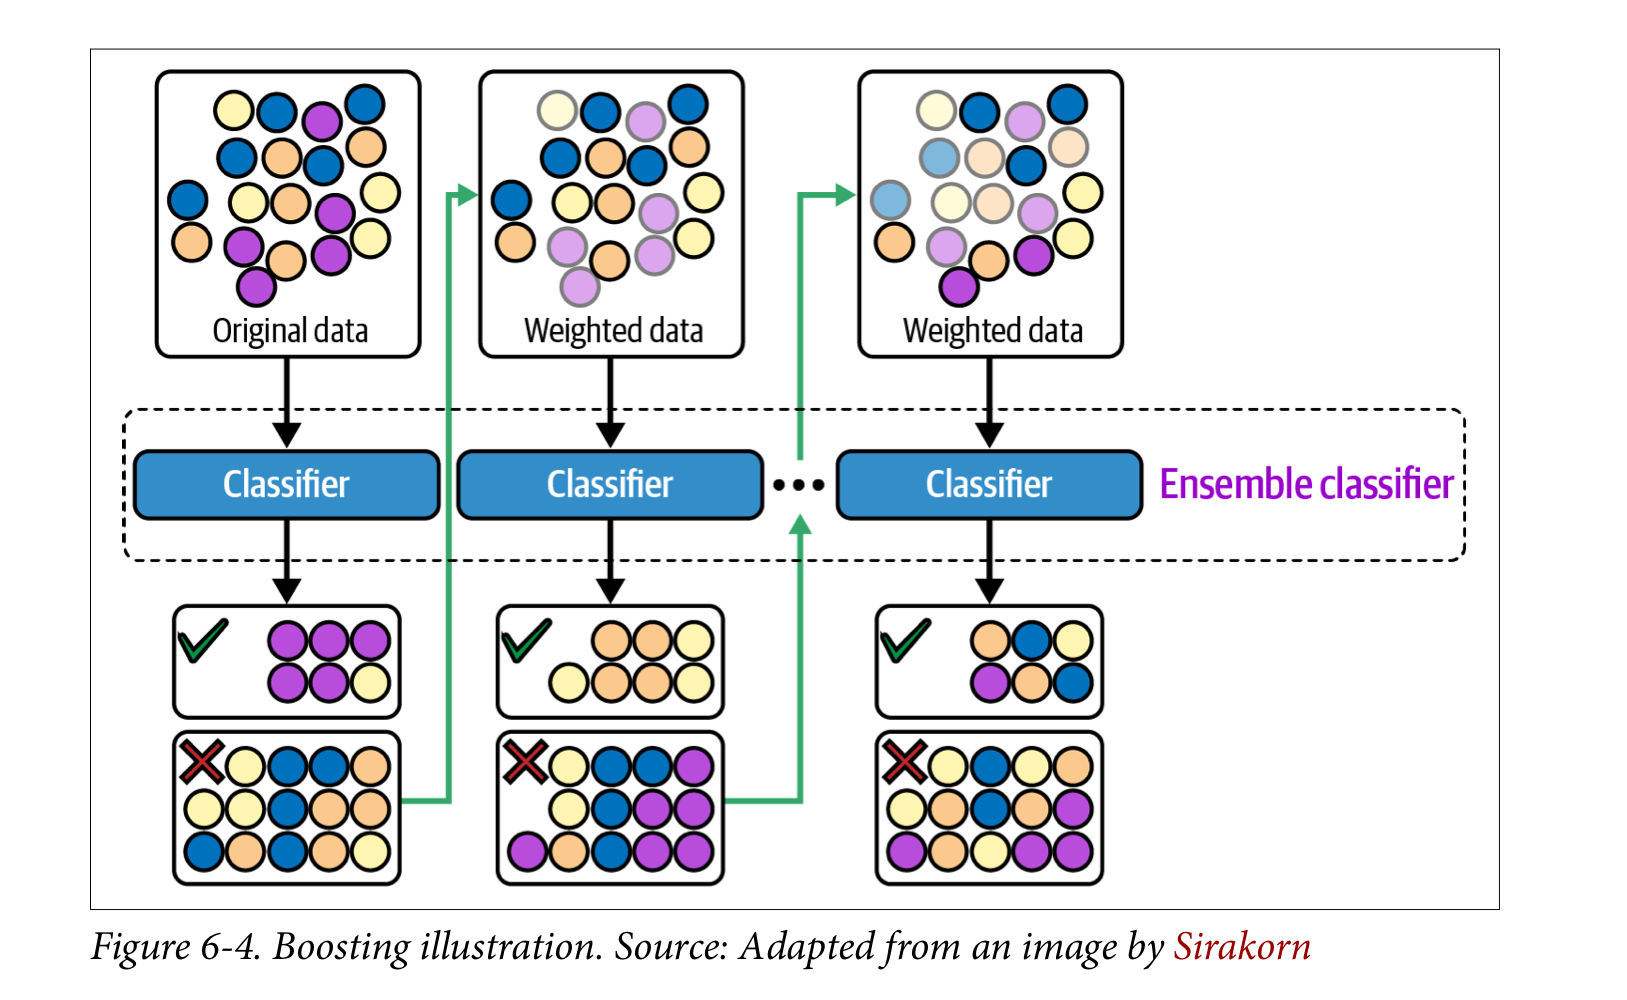 Original data
Weighted data
Weighted data
Classifier
Classifier
...
Classifier
Ensemble classifier
Figure 6-4. Boosting illustration. Source: Adapted from an image by Sirakorn